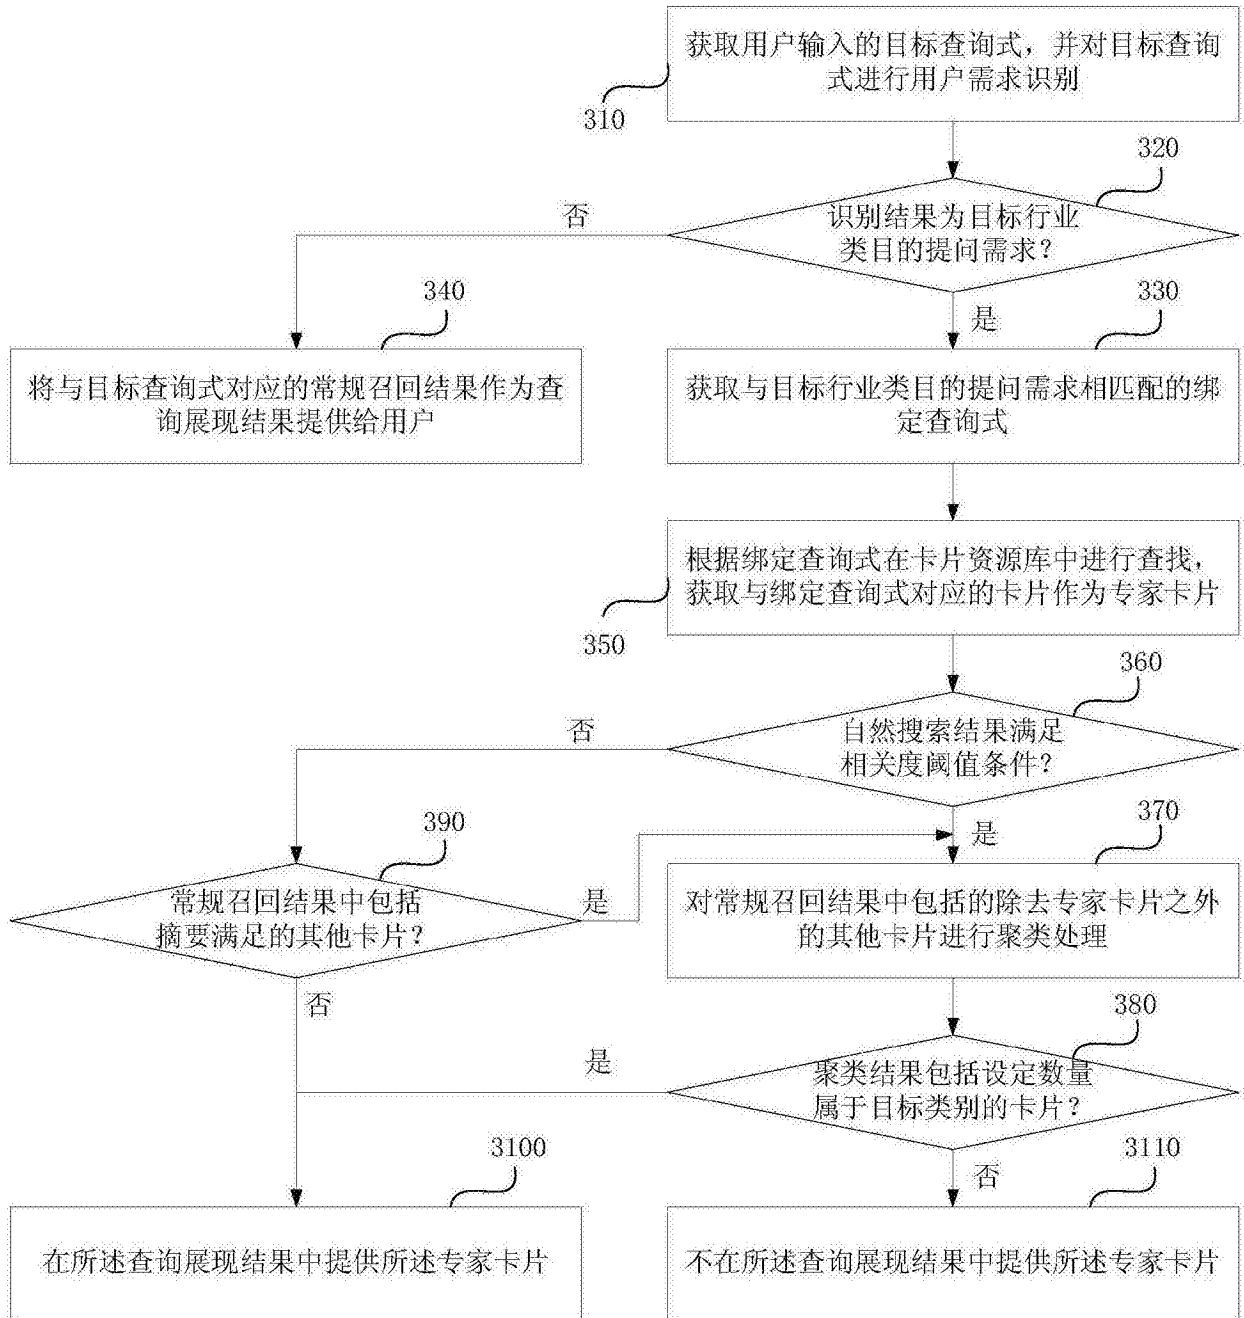 获取用户输入的目标查询式，并对目标查询
式进行用户需求识别
310
320
识别结果为目标行业
类目的提问需求？
否
是
340
330
将与目标查询式对应的常规召回结果作为查
询展现结果提供给用户
获取与目标行业类目的提问需求相匹配的绑
定查询式
根据绑定查询式在卡片资源库中进行查找，
获取与绑定查询式对应的卡片作为专家卡片
350
360
自然搜索结果满足
相关度阈值条件？
否
是
390
370
常规召回结果中包括
摘要满足的其他卡片？
是
否
对常规召回结果中包括的除去专家卡片之外
的其他卡片进行聚类处理
380
聚类结果包括设定数量
属于目标类别的卡片？
是
否
3100
3110
在所述查询展现结果中提供所述专家卡片
不在所述查询展现结果中提供所述专家卡片